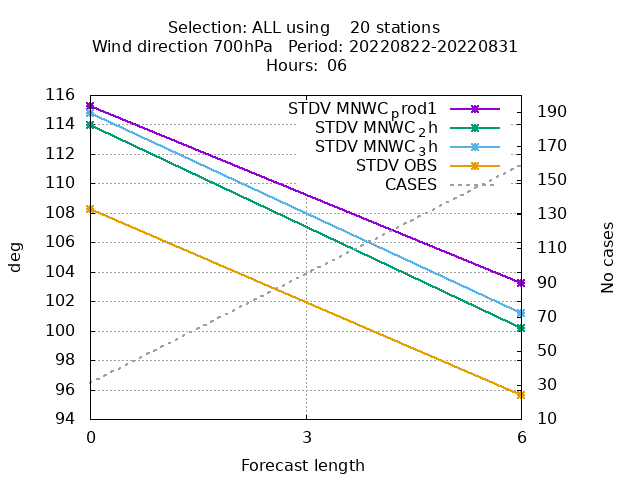 Selection: ALL using    20 stations
Wind direction 700hPa   Period: 20220822-20220831
Hours: 06
STDV MNWC_prod1
STDV MNWC_2h
STDV MNWC_3h
STDV OBS
CASES
116
114
112
110
108
106
104
102
100
98
96
94
deg
190
170
150
130
110
90
70
50
30
10
No cases
0
3
6
Forecast length